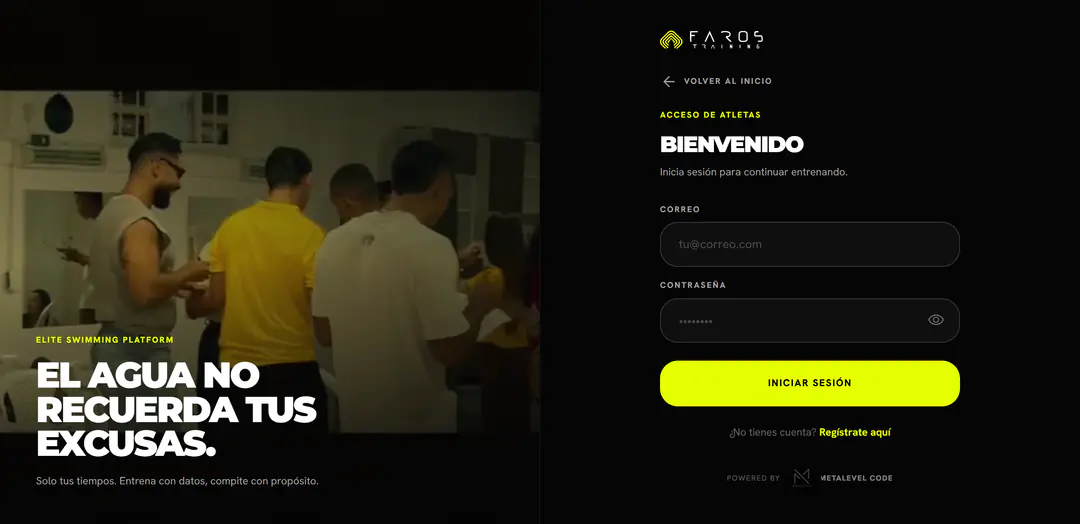 ELITE SWIMMING PLATFORM
EL AGUA NO
RECUERDA TUS
EXCUSAS.
Solo tus tiempos. Entrena con datos, compite con propósito.
FAROS
TRAINING
VOLVER AL INICIO
ACCESO DE ATLETAS
BIENVENIDO
Inicia sesión para continuar entrenando.
CORREO
tu@correo.com
CONTRASEÑA
INICIAR SESIÓN
¿No tienes cuenta? Regístrate aquí
POWERED BY METALEVEL CODE